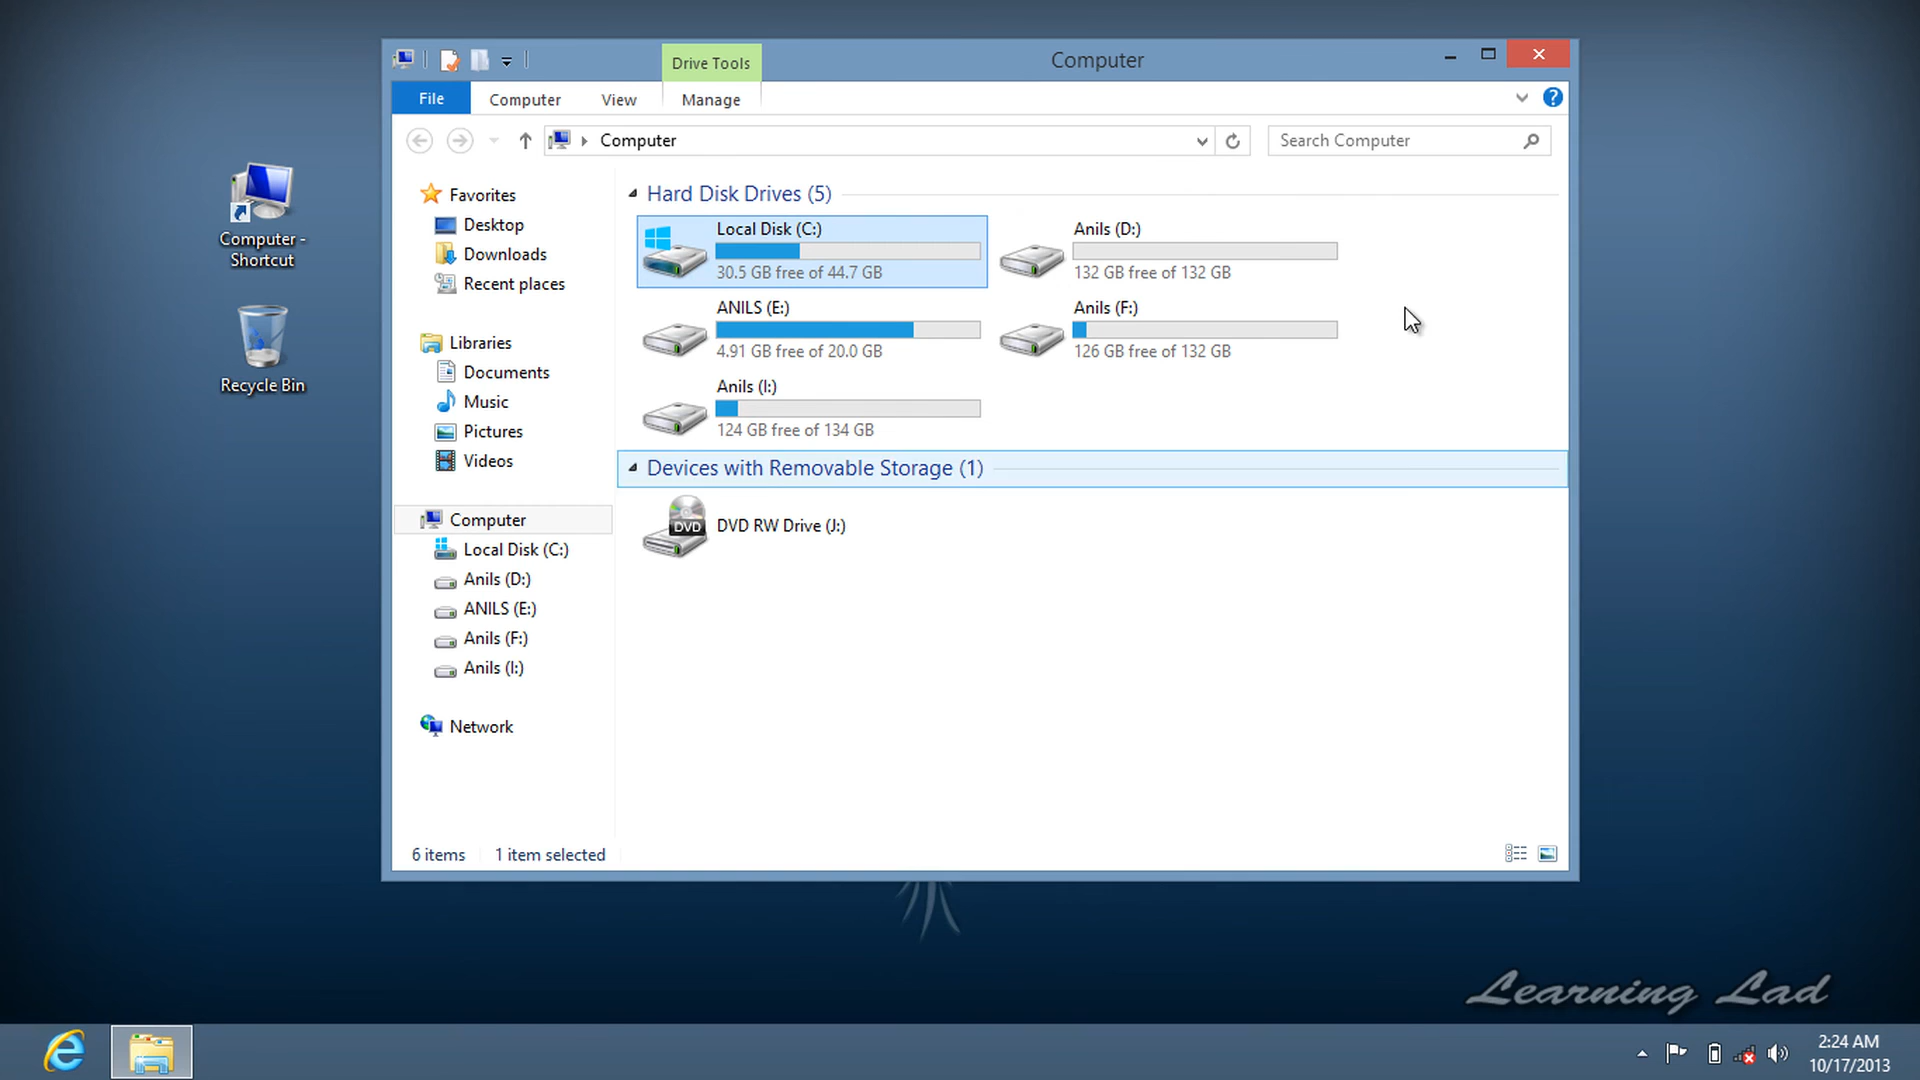 Drive Tools
Computer
File
Computer
View
Manage
Computer
Search Computer
Computer -
Shortcut
Recycle Bin
Favorites
Desktop
Downloads
Recent places
Libraries
Documents
Music
Pictures
Videos
Computer
Local Disk (C:)
Anils (D:)
ANILS (E:)
Anils (F:)
Anils (I:)
Network
Hard Disk Drives (5)
Local Disk (C:)
30.5 GB free of 44.7 GB
Anils (D:)
132 GB free of 132 GB
ANILS (E:)
4.91 GB free of 20.0 GB
Anils (F:)
126 GB free of 132 GB
Anils (I:)
124 GB free of 134 GB
Devices with Removable Storage (1)
DVD
DVD RW Drive (J:)
6 items
1 item selected
Learning Lad
2:24 AM
10/17/2013